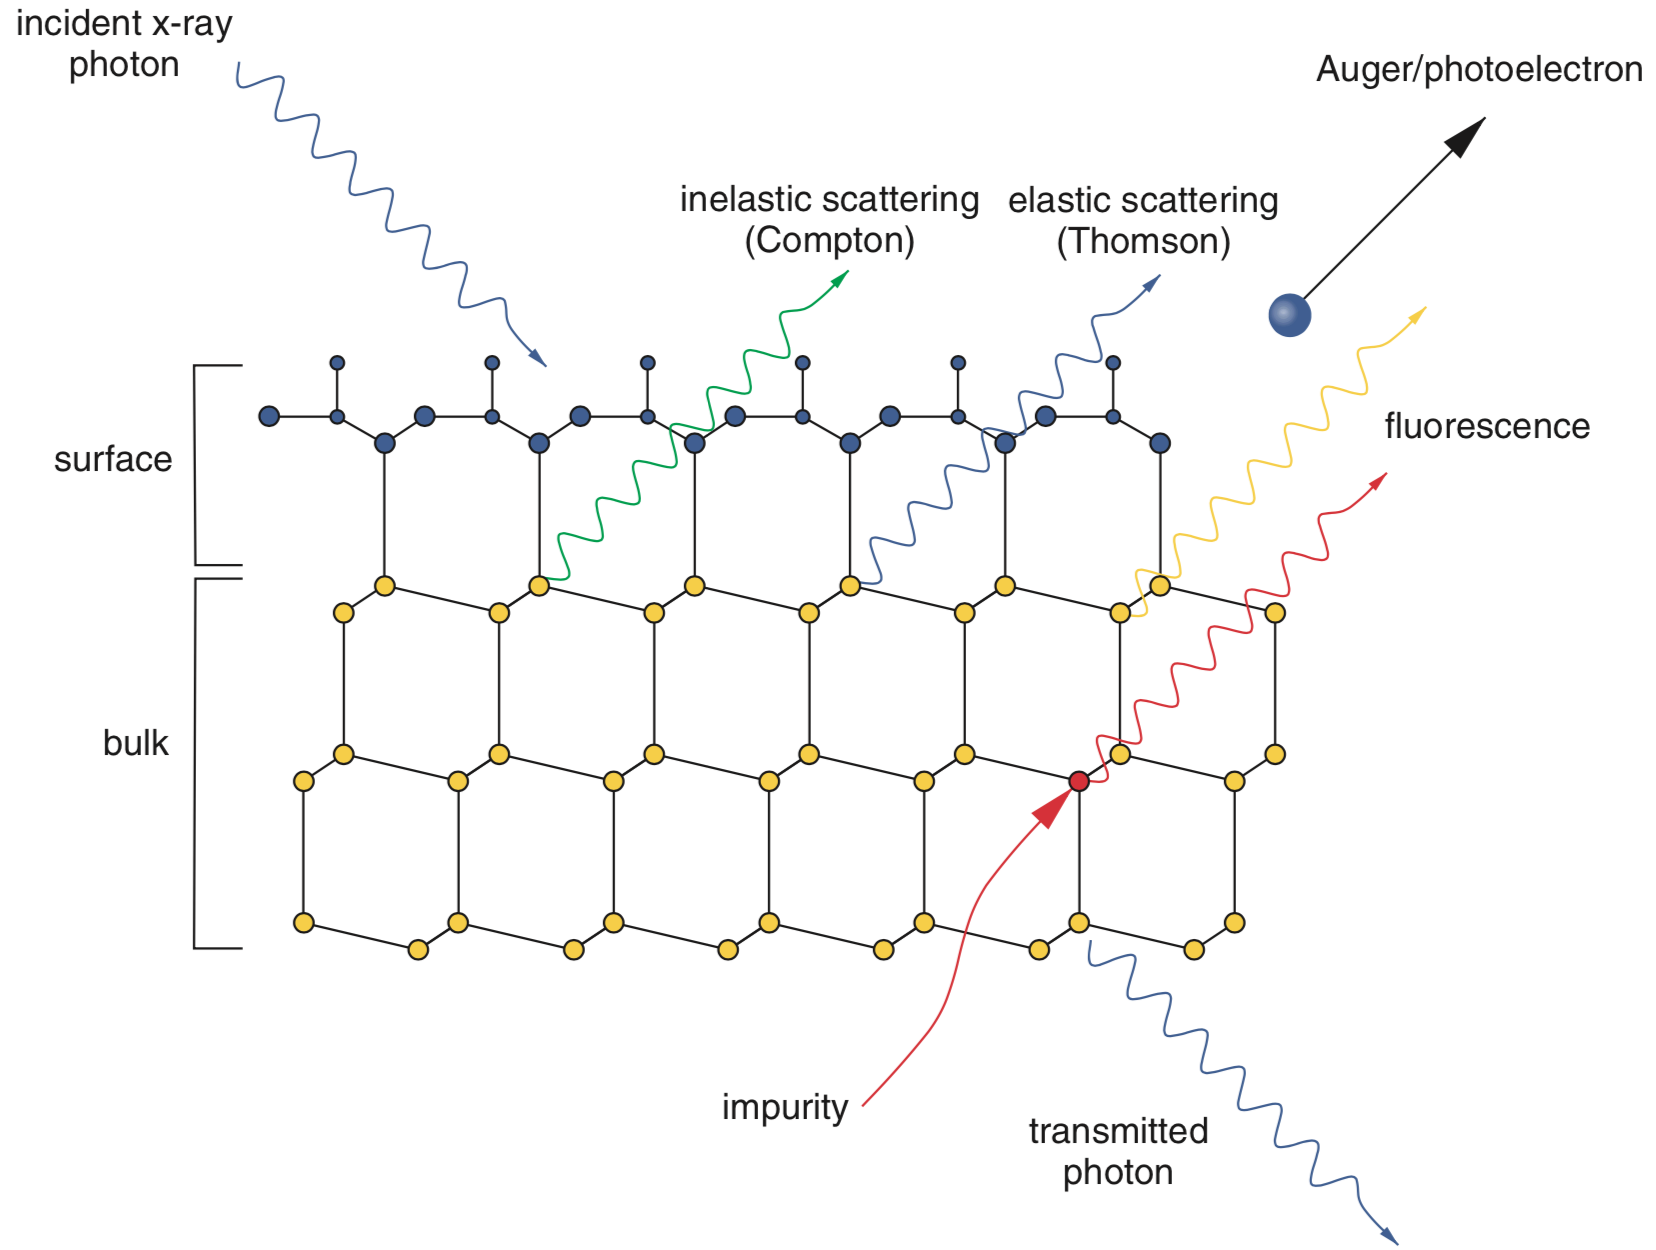 incident x-ray
photon
Auger/photoelectron
inelastic scattering
(Compton)
elastic scattering
(Thomson)
fluorescence
surface
bulk
impurity
transmitted
photon